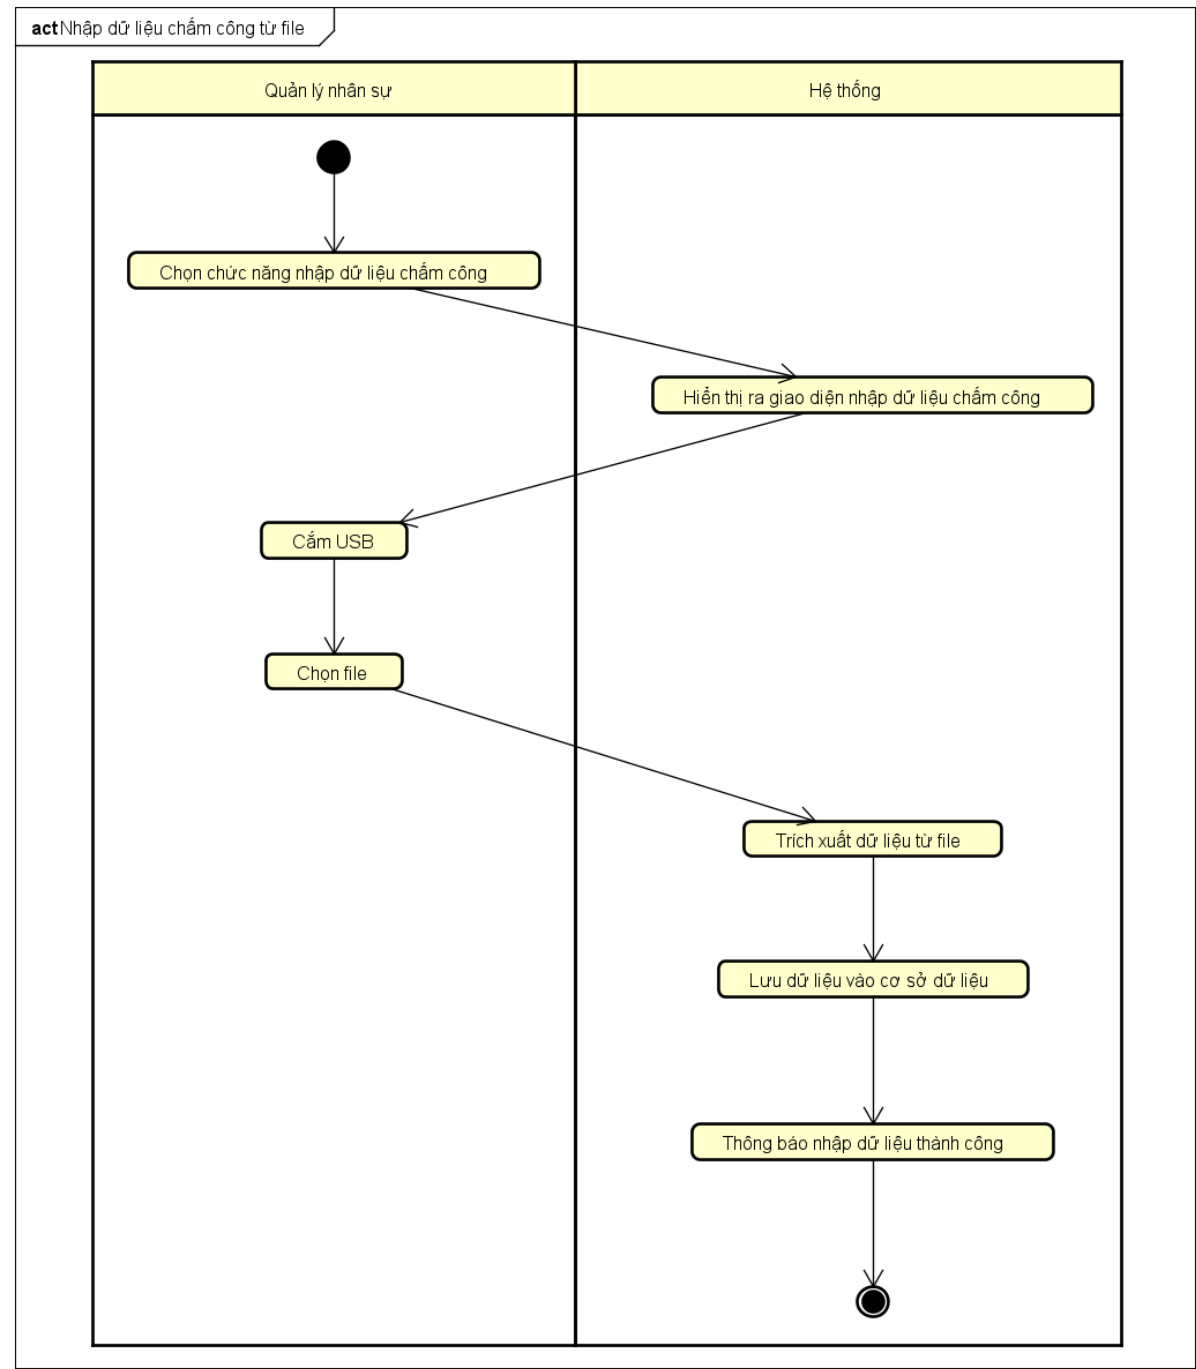 act Nhập dữ liệu chấm công từ file
Quản lý nhân sự
Hệ thống
Chọn chức năng nhập dữ liệu chấm công
Hiển thị ra giao diện nhập dữ liệu chấm công
Cắm USB
Chọn file
Trích xuất dữ liệu từ file
Lưu dữ liệu vào cơ sở dữ liệu
Thông báo nhập dữ liệu thành công